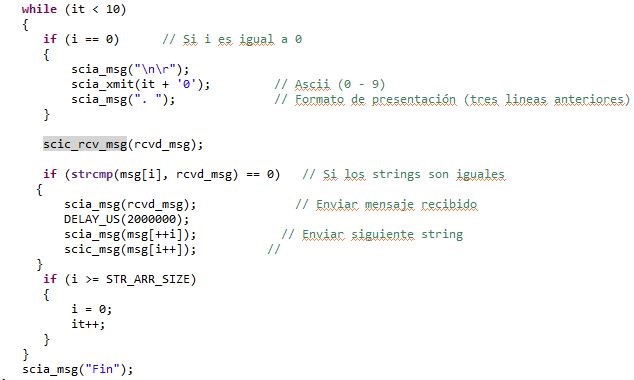 while (it < 10)
{
if (i == 0) // Si i es igual a 0
{
scia_msg("\n\r");
scia_xmit(it + '0'); // Ascii (0 - 9)
scia_msg(". "); // Formato de presentación (tres lineas anteriores)
}
scic_rcv_msg(rcvd_msg);
if (strcmp(msg[i], rcvd_msg) == 0) // Si los strings son iguales
{
scia_msg(rcvd_msg); // Enviar mensaje recibido
DELAY_US(2000000);
scia_msg(msg[++i]); // Enviar siguiente string
scic_msg(msg[i++]); //
}
if (i >= STR_ARR_SIZE)
{
i = 0;
it++;
}
}
scia_msg("Fin");